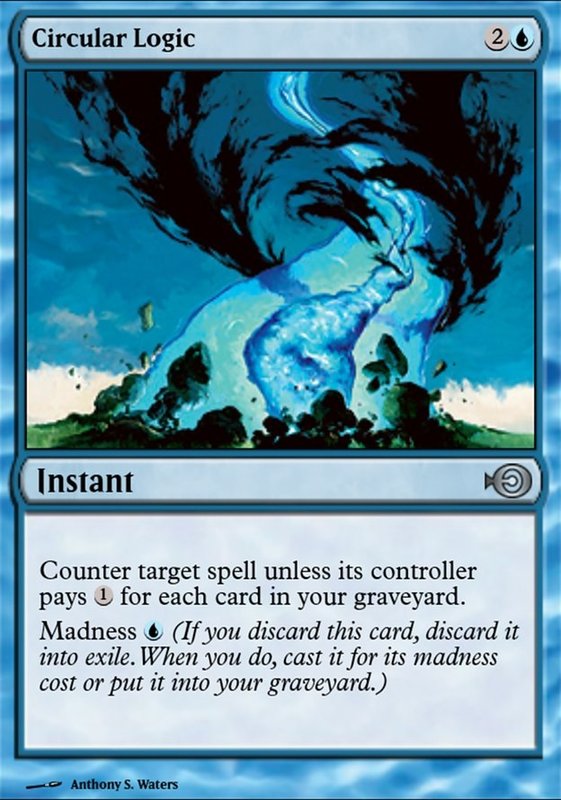 Circular Logic 2
Instant
Counter target spell unless its controller
pays 1 for each card in your graveyard.
Madness (If you discard this card, discard it
into exile. When you do, cast it for its madness
cost or put it into your graveyard.)
Anthony S. Waters